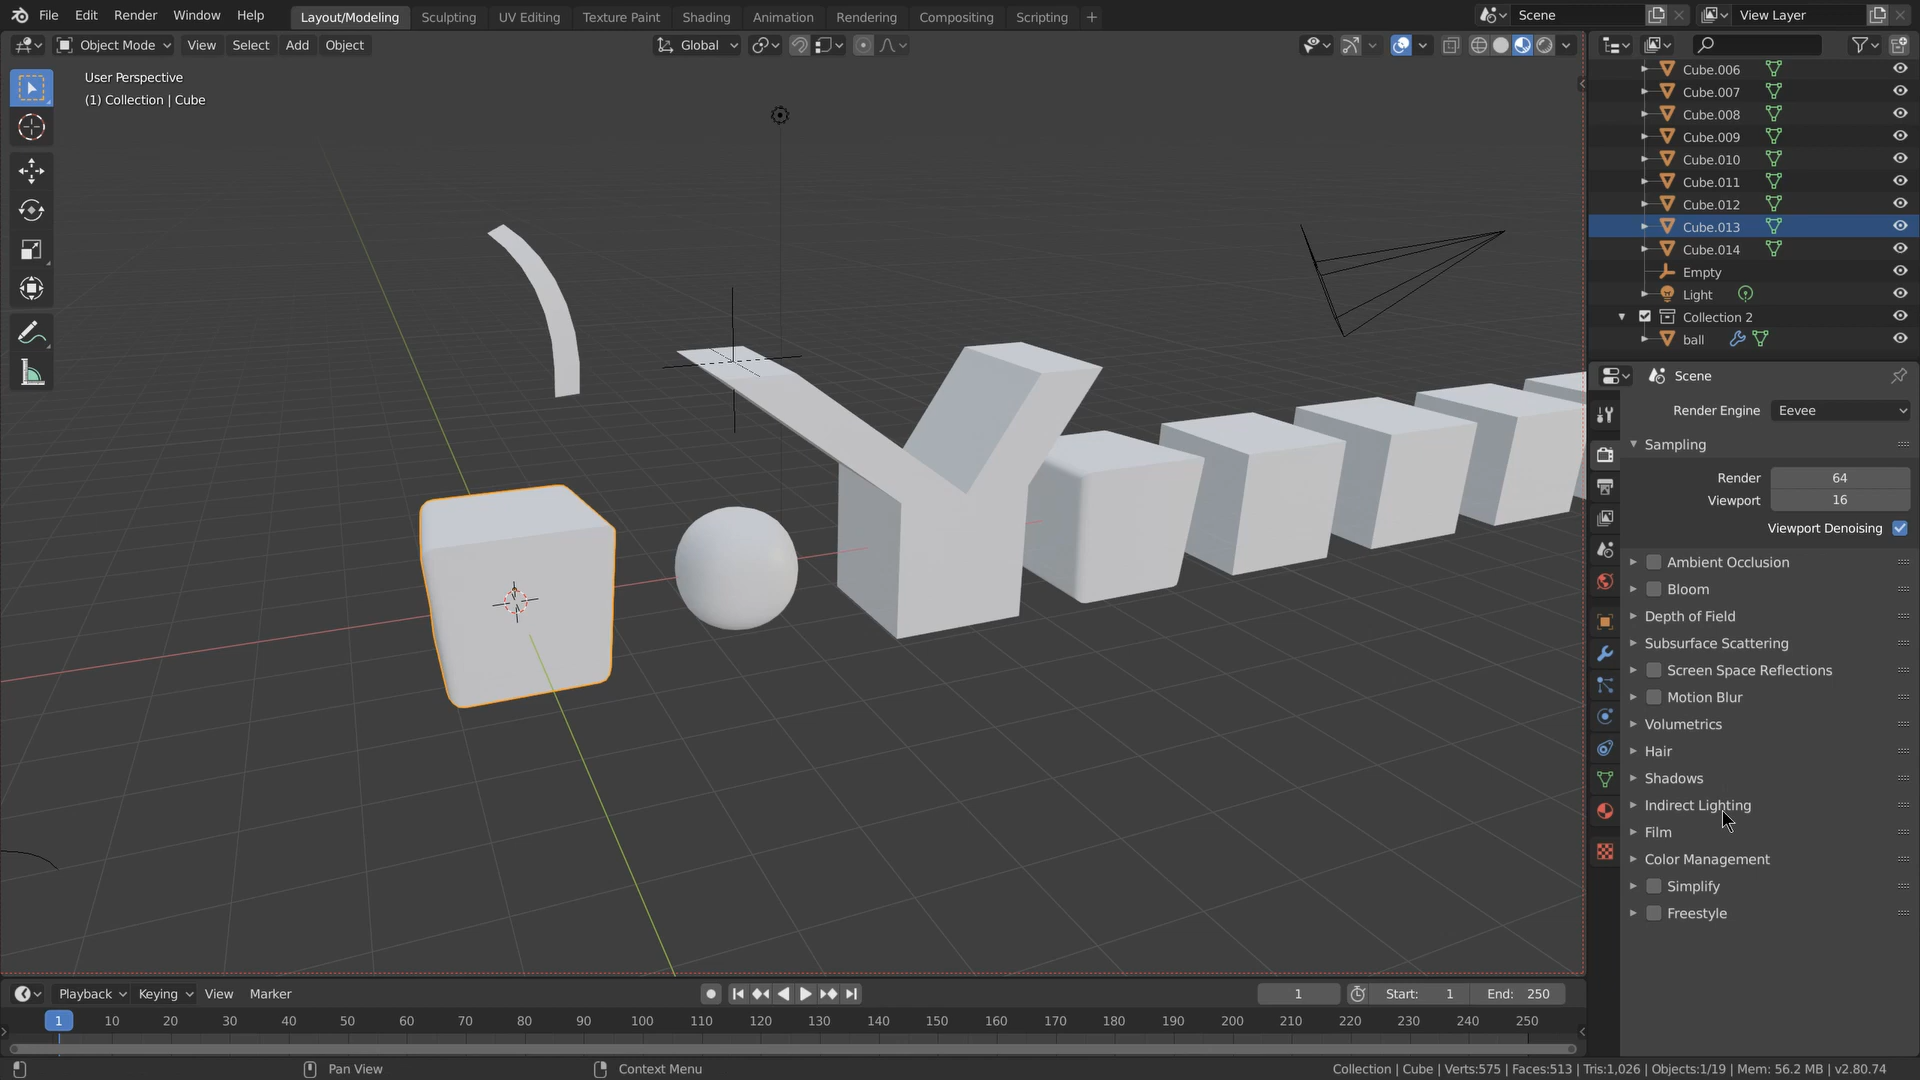 File Edit Render Window Help Layout/Modeling Sculpting UV Editing Texture Paint Shading Animation Rendering Compositing Scripting + Scene View Layer
Object Mode View Select Add Object Global
User Perspective
(1) Collection | Cube
Cube.006
Cube.007
Cube.008
Cube.009
Cube.010
Cube.011
Cube.012
Cube.013
Cube.014
Empty
Light
Collection 2
ball
Scene
Render Engine Eevee
Sampling
Render 64
Viewport 16
Viewport Denoising
Ambient Occlusion
Bloom
Depth of Field
Subsurface Scattering
Screen Space Reflections
Motion Blur
Volumetrics
Hair
Shadows
Indirect Lighting
Film
Color Management
Simplify
Freestyle
Playback Keying View Marker 1 Start: 1 End: 250
1 10 20 30 40 50 60 70 80 90 100 110 120 130 140 150 160 170 180 190 200 210 220 230 240 250
Pan View Context Menu Collection | Cube | Verts:575 | Faces:513 | Tris:1,026 | Objects:1/19 | Mem: 56.2 MB | v2.80.74